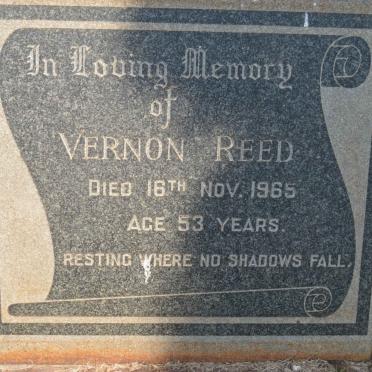 In Loving Memory
of
VERNON REED
DIED 16TH NOV. 1965
AGE 53 YEARS.
RESTING WHERE NO SHADOWS FALL.